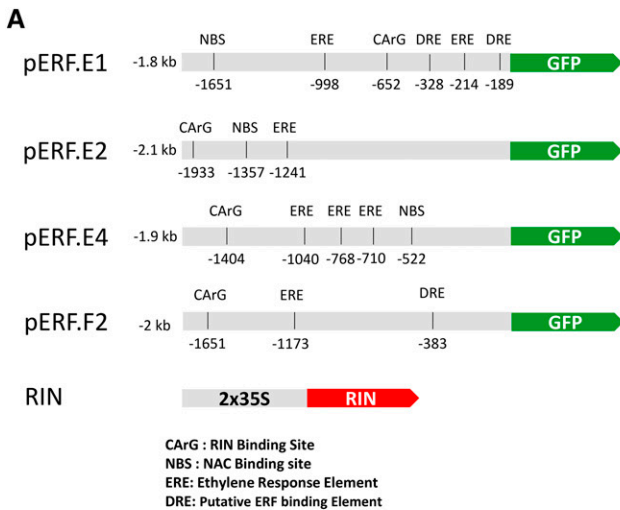 A
NBS ERE CArG DRE ERE DRE
pERF.E1 -1.8 kb GFP
-1651 -998 -652 -328 -214 -189
CArG NBS ERE
pERF.E2 -2.1 kb GFP
-1933 -1357 -1241
CArG ERE ERE ERE NBS
pERF.E4 -1.9 kb GFP
-1404 -1040 -768 -710 -522
CArG ERE DRE
pERF.F2 -2 kb GFP
-1651 -1173 -383
RIN 2x35S RIN
CArG : RIN Binding Site
NBS : NAC Binding site
ERE: Ethylene Response Element
DRE: Putative ERF binding Element